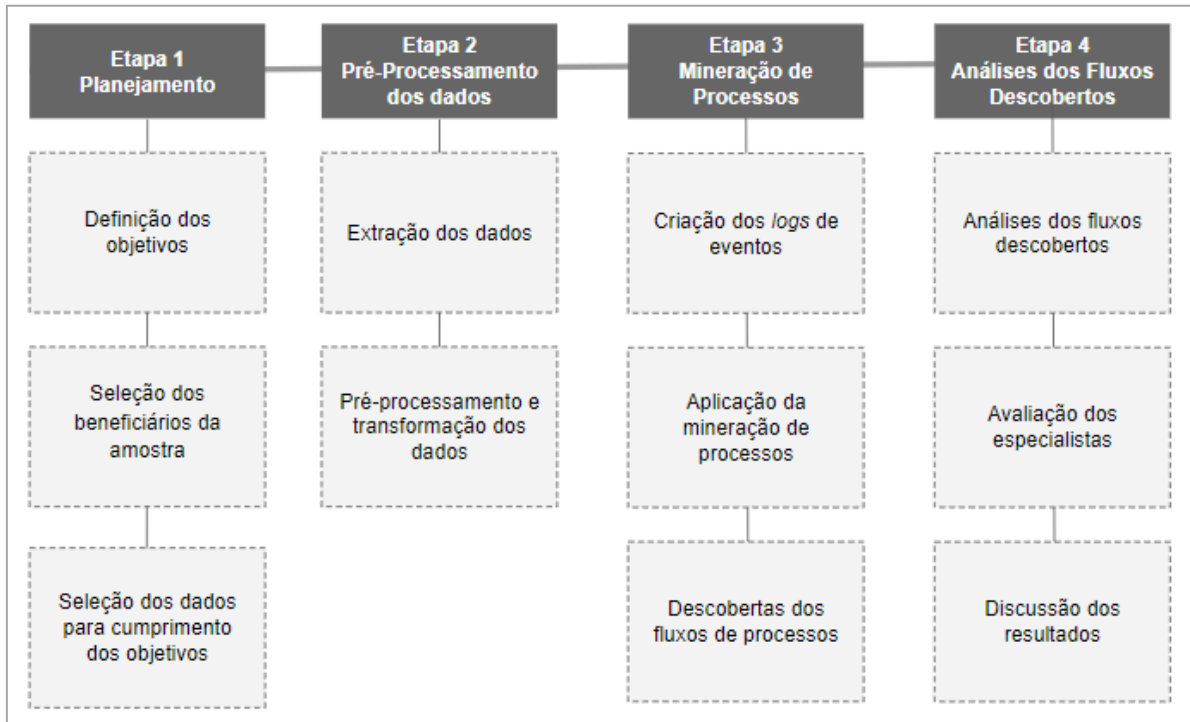 Etapa 1
Planejamento
Definição dos
objetivos
Seleção dos
beneficiários da
amostra
Seleção dos dados
para cumprimento
dos objetivos
Etapa 2
Pré-Processamento
dos dados
Extração dos dados
Pré-processamento e
transformação dos
dados
Etapa 3
Mineração de
Processos
Criação dos logs de
eventos
Aplicação da
mineração de
processos
Descobertas dos
fluxos de processos
Etapa 4
Análises dos Fluxos
Descobertos
Análises dos fluxos
descobertos
Avaliação dos
especialistas
Discussão dos
resultados